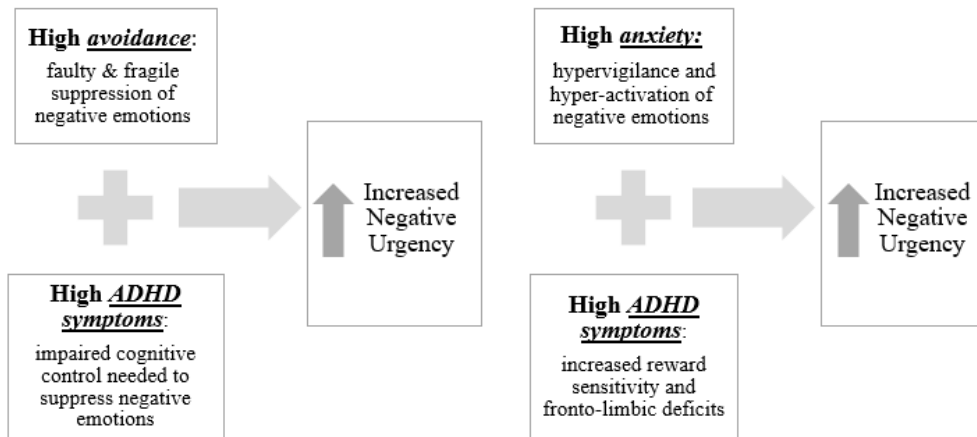 High avoidance:
faulty & fragile
suppression of
negative emotions
High ADHD
symptoms:
impaired cognitive
control needed to
suppress negative
emotions
Increased
Negative
Urgency
High anxiety:
hypervigilance and
hyper-activation of
negative emotions
High ADHD
symptoms:
increased reward
sensitivity and
fronto-limbic deficits
Increased
Negative
Urgency